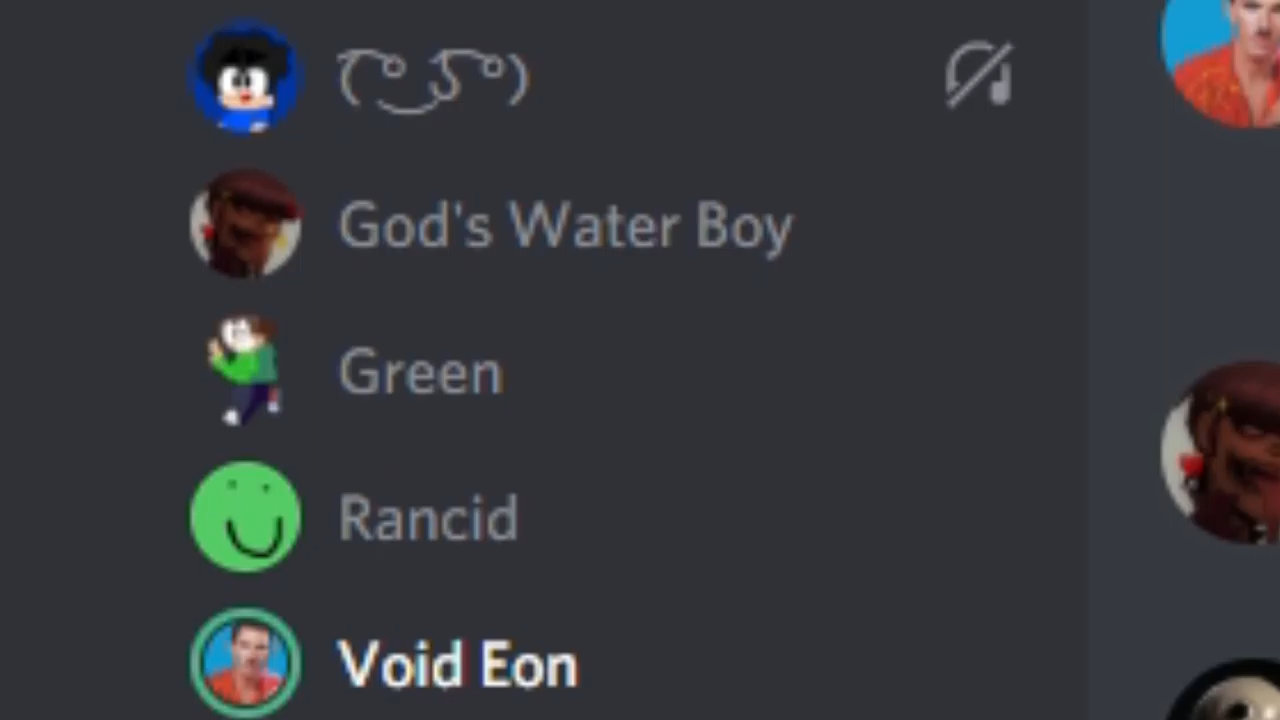 ( ͡° ͜ʖ ͡°)
God's Water Boy
Green
Rancid
Void Eon